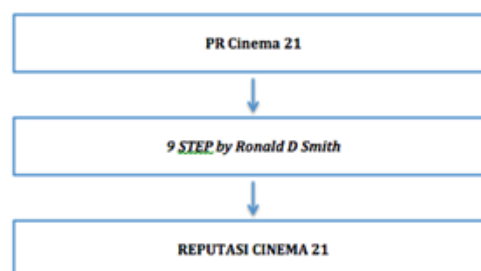 PR Cinema 21
9 STEP by Ronald D Smith
REPUTASI CINEMA 21